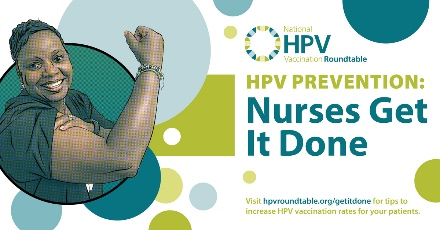 National
HPV
Vaccination Roundtable
HPV PREVENTION:
Nurses Get
It Done
Visit hpvroundtable.org/getitdone for tips to
increase HPV vaccination rates for your patients.